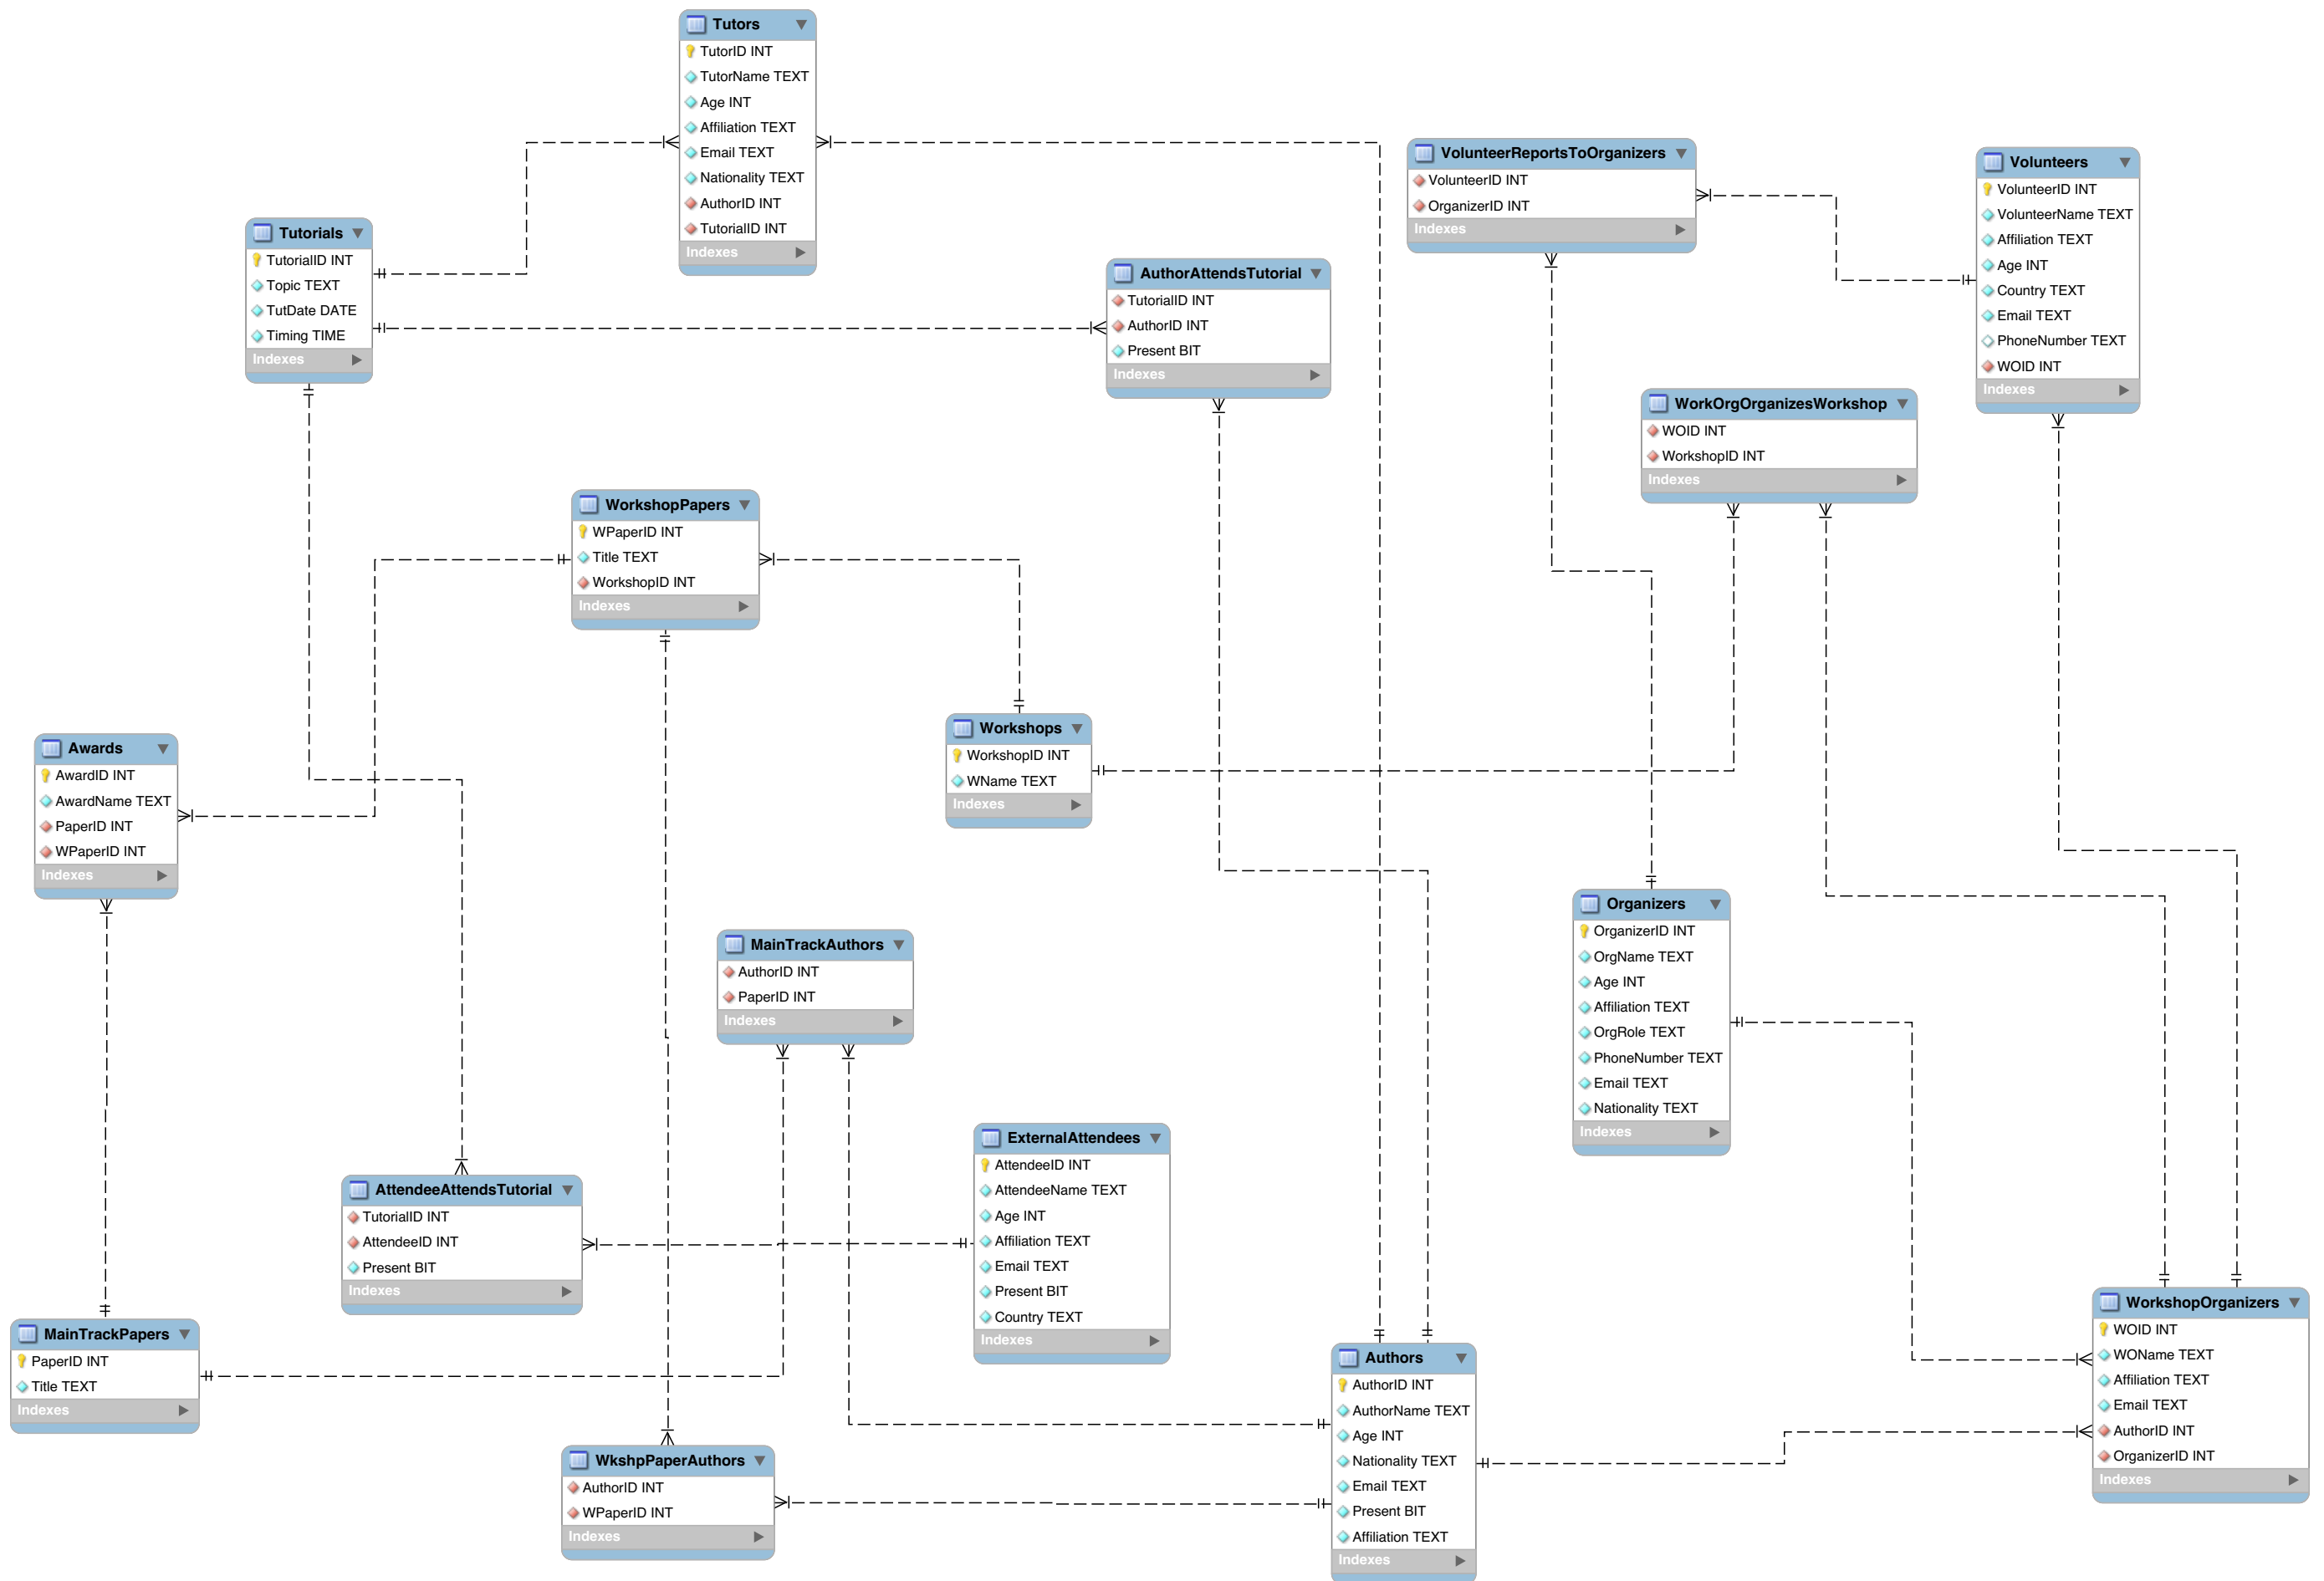 Tutors
TutorID INT
TutorName TEXT
Age INT
Affiliation TEXT
Email TEXT
Nationality TEXT
AuthorID INT
TutorialID INT
Indexes
VolunteerReportsToOrganizers
VolunteerID INT
OrganizerID INT
Indexes
Volunteers
VolunteerID INT
VolunteerName TEXT
Affiliation TEXT
Age INT
Country TEXT
Email TEXT
PhoneNumber TEXT
WOID INT
Indexes
Tutorials
TutorialID INT
Topic TEXT
TutDate DATE
Timing TIME
Indexes
AuthorAttendsTutorial
TutorialID INT
AuthorID INT
Present BIT
Indexes
WorkOrgOrganizesWorkshop
WOID INT
WorkshopID INT
Indexes
WorkshopPapers
WPaperID INT
Title TEXT
WorkshopID INT
Indexes
Workshops
WorkshopID INT
WName TEXT
Indexes
Awards
AwardID INT
AwardName TEXT
PaperID INT
WPaperID INT
Indexes
Organizers
OrganizerID INT
OrgName TEXT
Age INT
Affiliation TEXT
OrgRole TEXT
PhoneNumber TEXT
Email TEXT
Nationality TEXT
Indexes
MainTrackAuthors
AuthorID INT
PaperID INT
Indexes
ExternalAttendees
AttendeeID INT
AttendeeName TEXT
Age INT
Affiliation TEXT
Email TEXT
Present BIT
Country TEXT
Indexes
AttendeeAttendsTutorial
TutorialID INT
AttendeeID INT
Present BIT
Indexes
WorkshopOrganizers
WOID INT
WOName TEXT
Affiliation TEXT
Email TEXT
AuthorID INT
OrganizerID INT
Indexes
MainTrackPapers
PaperID INT
Title TEXT
Indexes
Authors
AuthorID INT
AuthorName TEXT
Age INT
Nationality TEXT
Email TEXT
Present BIT
Affiliation TEXT
Indexes
WkshpPaperAuthors
AuthorID INT
WPaperID INT
Indexes